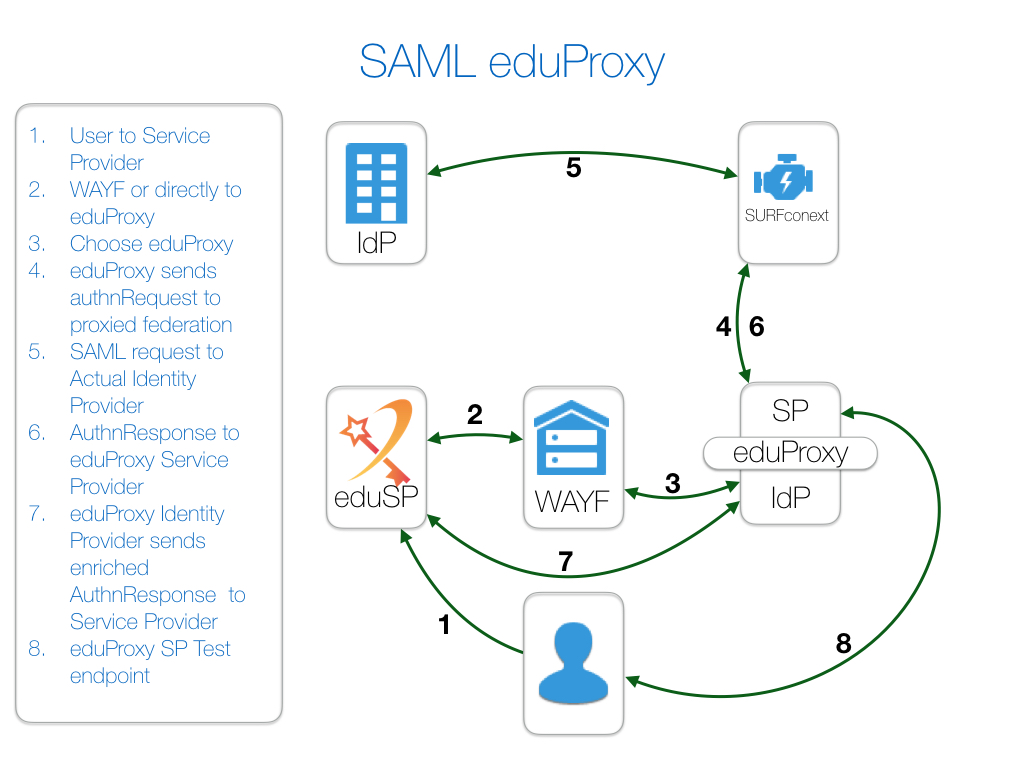 SAML eduProxy
1. User to Service
Provider
2. WAYF or directly to
eduProxy
3. Choose eduProxy
4. eduProxy sends
authnRequest to
proxied federation
5. SAML request to
Actual Identity
Provider
6. AuthnResponse to
eduProxy Service
Provider
7. eduProxy Identity
Provider sends
enriched
AuthnResponse  to
Service Provider
8. eduProxy SP Test
endpoint
IdP
5
SURFconext
4 6
eduSP
2
WAYF
3
SP
eduProxy
IdP
7
1
8